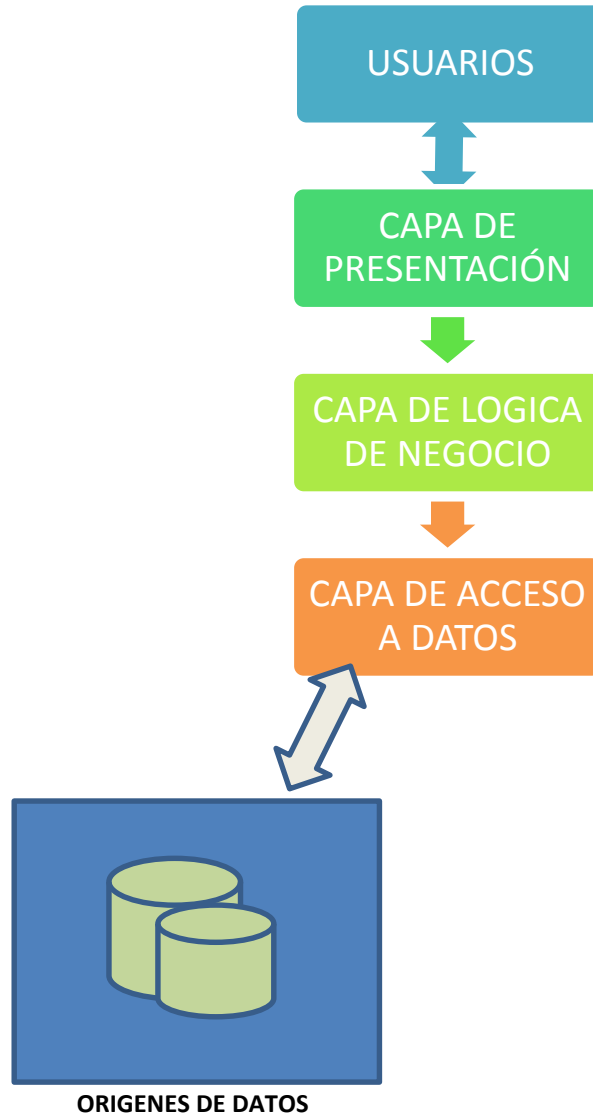 USUARIOS
CAPA DE
PRESENTACIÓN
CAPA DE LOGICA
DE NEGOCIO
CAPA DE ACCESO
A DATOS
ORIGENES DE DATOS